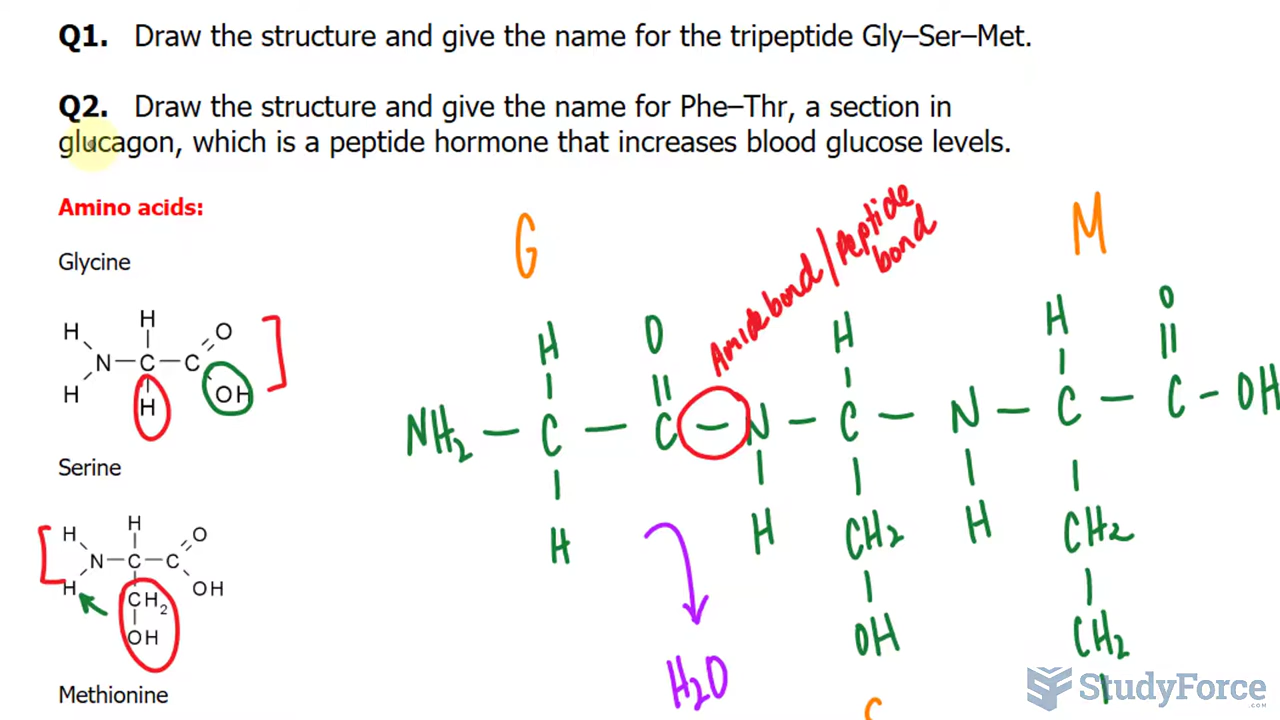 Q1. Draw the structure and give the name for the tripeptide Gly–Ser–Met.
Q2. Draw the structure and give the name for Phe–Thr, a section in
glucagon, which is a peptide hormone that increases blood glucose levels.
Amino acids:
Glycine
H H O
N C C
H H OH
Serine
H H O
N C C
H CH2 OH
OH
Methionine
G M
Amide bond/Peptide
bond
H O H H O
NH2 – C – C – N – C – N – C – C – OH
H H CH2 H CH2
OH CH2
H2O
StudyForce
.com